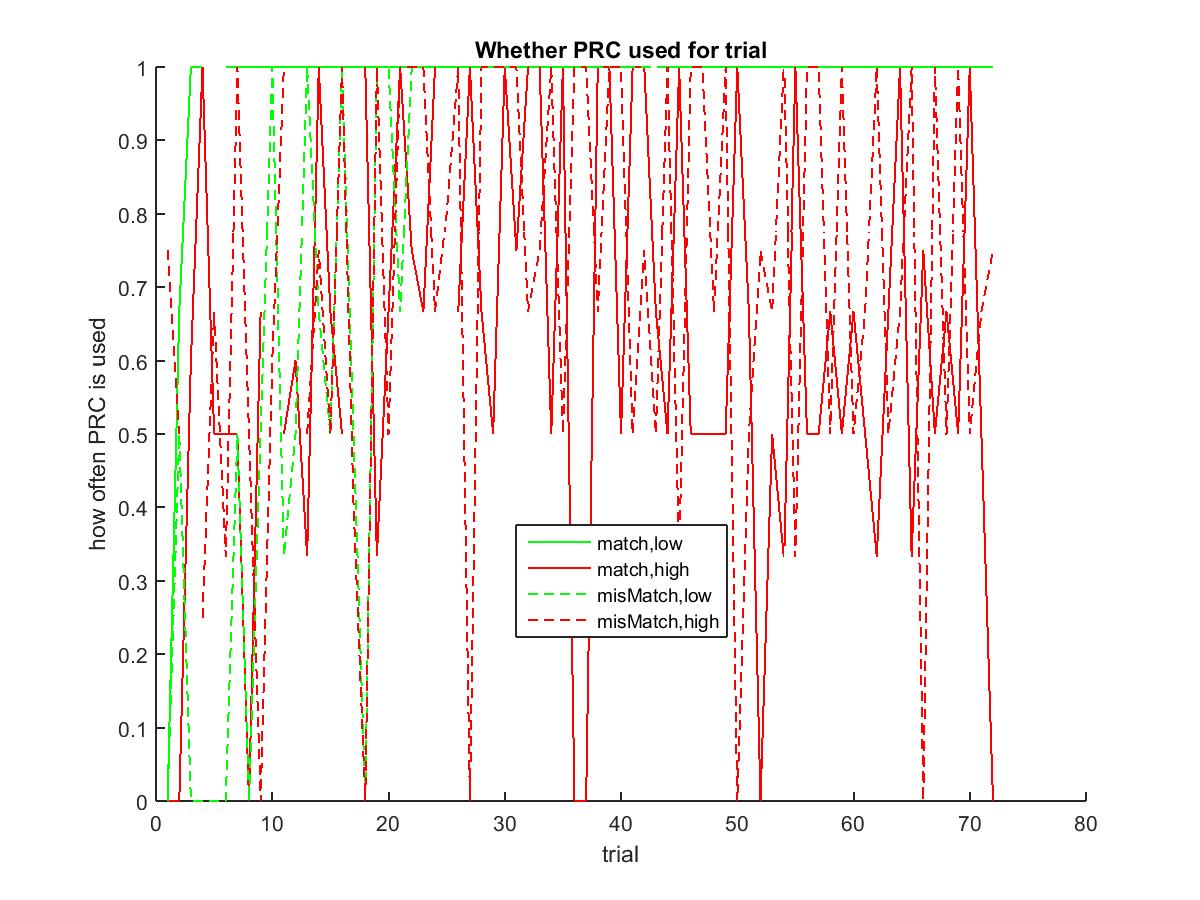 Whether PRC used for trial
how often PRC is used
1
0.9
0.8
0.7
0.6
0.5
0.4
0.3
0.2
0.1
0
match,low
match,high
misMatch,low
misMatch,high
0 10 20 30 40 50 60 70 80
trial